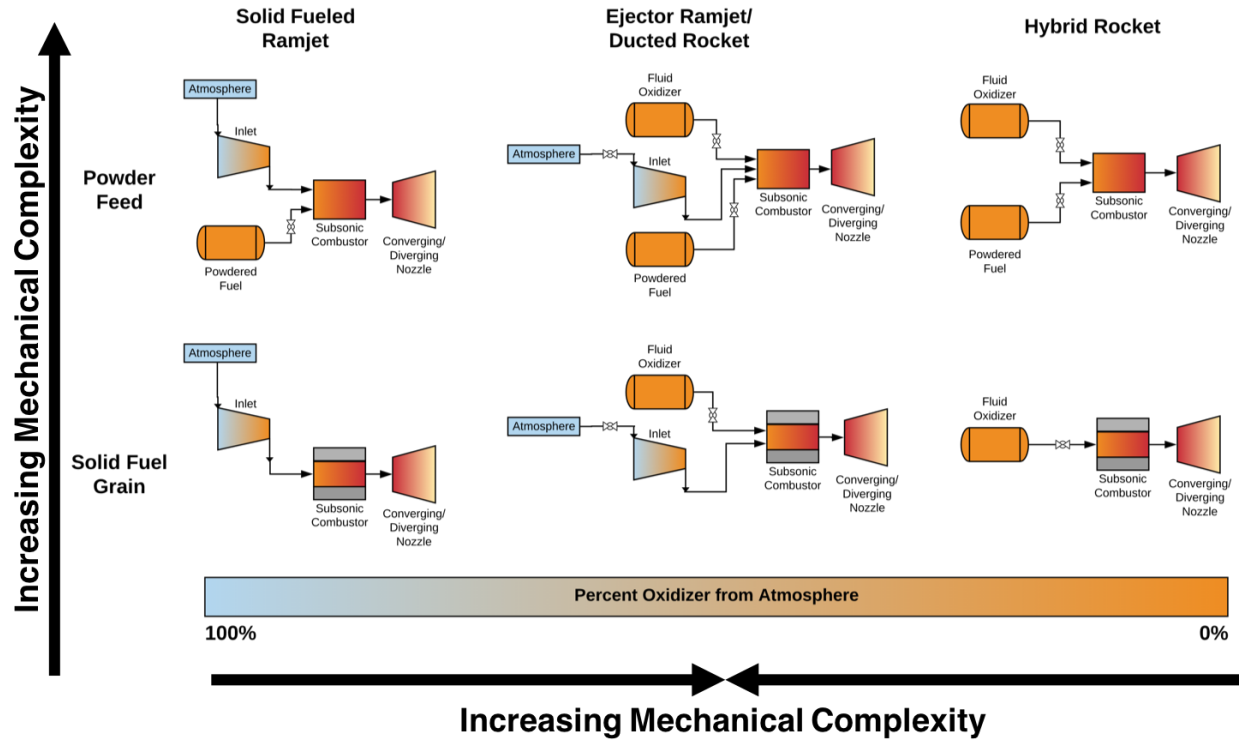 Solid Fueled
Ramjet
Ejector Ramjet/
Ducted Rocket
Hybrid Rocket
Increasing Mechanical Complexity
Powder
Feed
Atmosphere
Inlet
Powdered
Fuel
Subsonic
Combustor
Converging/
Diverging
Nozzle
Fluid
Oxidizer
Atmosphere
Inlet
Powdered
Fuel
Subsonic
Combustor
Converging/
Diverging
Nozzle
Fluid
Oxidizer
Powdered
Fuel
Subsonic
Combustor
Converging/
Diverging
Nozzle
Solid Fuel
Grain
Atmosphere
Inlet
Subsonic
Combustor
Converging/
Diverging
Nozzle
Fluid
Oxidizer
Atmosphere
Inlet
Subsonic
Combustor
Converging/
Diverging
Nozzle
Fluid
Oxidizer
Subsonic
Combustor
Converging/
Diverging
Nozzle
Percent Oxidizer from Atmosphere
100%
0%
Increasing Mechanical Complexity